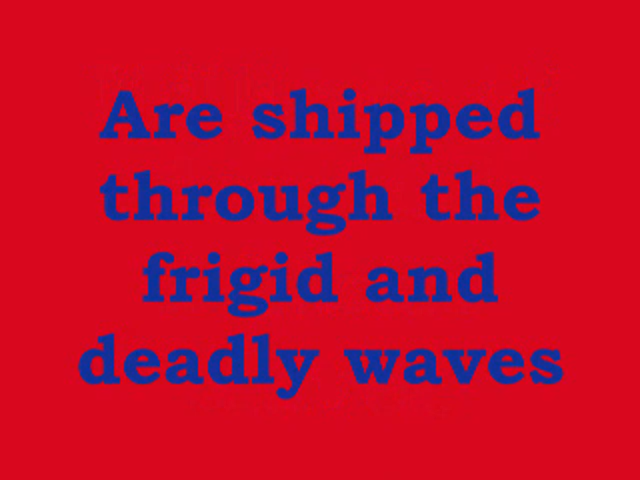 Are shipped
through the
frigid and
deadly waves